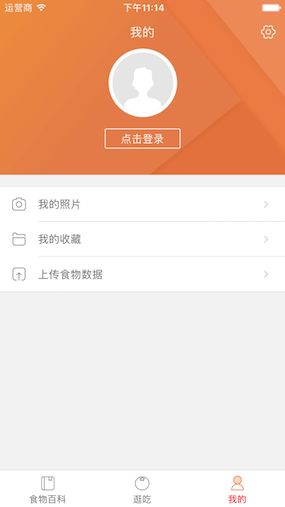 运营商 下午11:14
我的
点击登录
我的照片
我的收藏
上传食物数据
食物百科 逛吃 我的